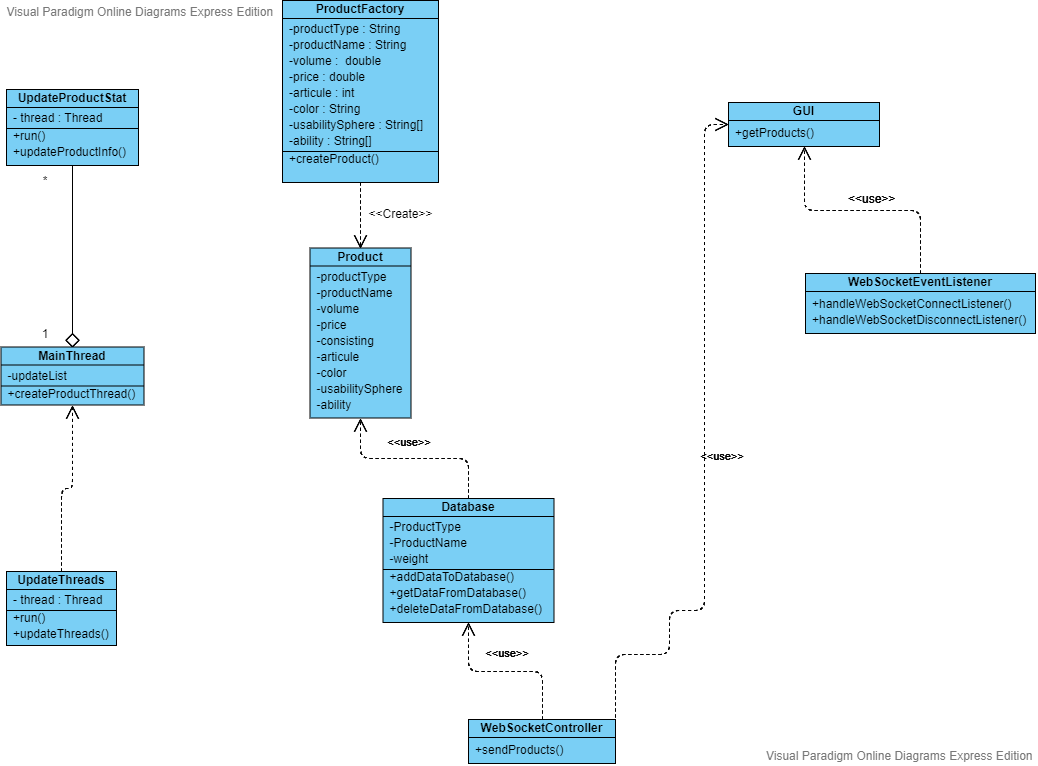 Visual Paradigm Online Diagrams Express Edition
ProductFactory
-productType : String
-productName : String
-volume :  double
-price : double
-articule : int
-color : String
-usabilitySphere : String[]
-ability : String[]
+createProduct()
UpdateProductStat
- thread : Thread
+run()
+updateProductInfo()
*
1
MainThread
-updateList
+createProductThread()
UpdateThreads
- thread : Thread
+run()
+updateThreads()
<<Create>>
Product
-productType
-productName
-volume
-price
-consisting
-articule
-color
-usabilitySphere
-ability
<<use>>
Database
-ProductType
-ProductName
-weight
+addDataToDatabase()
+getDataFromDatabase()
+deleteDataFromDatabase()
<<use>>
WebSocketController
+sendProducts()
GUI
+getProducts()
<<use>>
WebSocketEventListener
+handleWebSocketConnectListener()
+handleWebSocketDisconnectListener()
<<use>>
Visual Paradigm Online Diagrams Express Edition